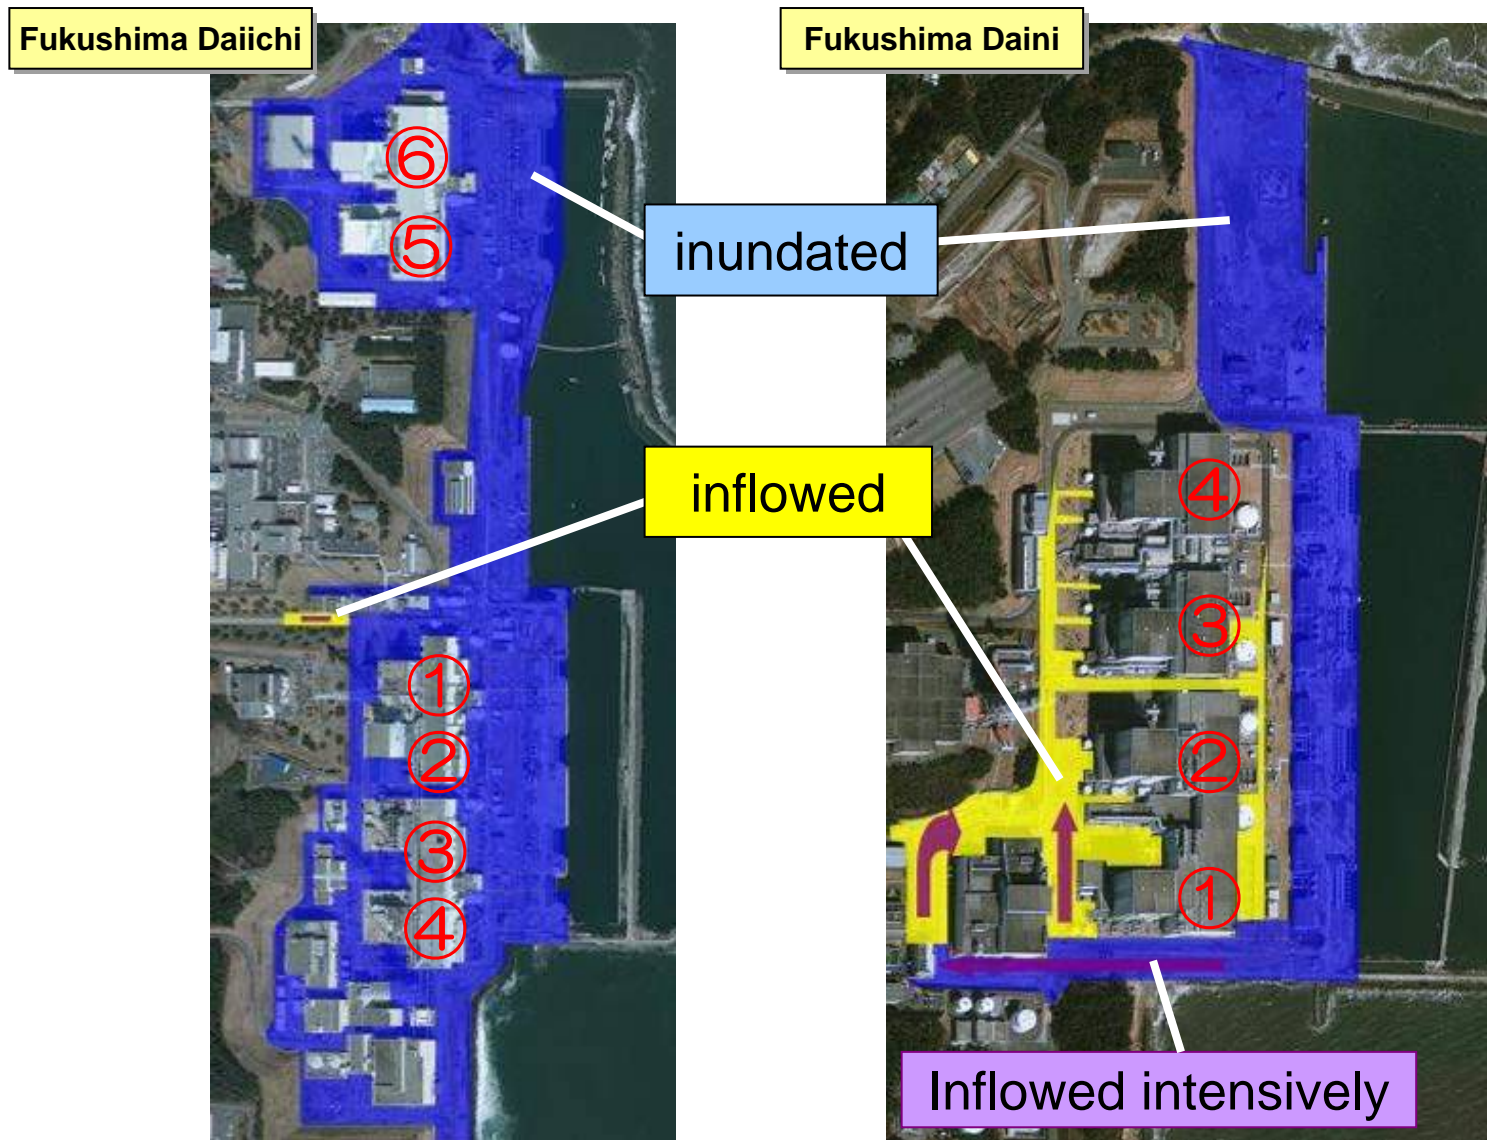 Fukushima Daiichi
Fukushima Daini
⑥
⑤
inundated
inflowed
①
②
③
④
④
③
②
①
Inflowed intensively